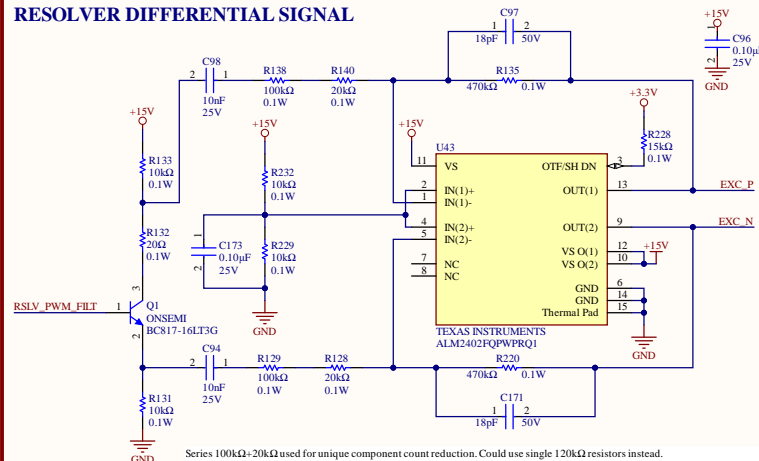 RESOLVER DIFFERENTIAL SIGNAL
C97
1 2
18pF 50V
+15V
1
C96
0.10µ
25V
2
GND
C98
2 1
10nF
25V
R138
100kΩ
0.1W
R140
20kΩ
0.1W
R135
470kΩ 0.1W
+3.3V
R228
15kΩ
0.1W
+15V
R133
10kΩ
0.1W
+15V
R232
10kΩ
0.1W
+15V
U43
11 VS
2 IN(1)+
1 IN(1)-
4 IN(2)+
5 IN(2)-
7 NC
8 NC
OTF/SH DN 3
OUT(1) 13
EXC_P
OUT(2) 9
EXC_N
VS O(1) 12
VS O(2) 10
+15V
GND 6
GND 14
Thermal Pad 15
GND
TEXAS INSTRUMENTS
ALM2402FQPWPRQ1
R132
20Ω
0.1W
1
C173
0.10µF
2 25V
R229
10kΩ
0.1W
GND
RSLV_PWM_FILT
3
1
2
Q1
ONSEMI
BC817-16LT3G
C94
2 1
10nF
25V
R129
100kΩ
0.1W
R128
20kΩ
0.1W
R220
470kΩ 0.1W
C171
1 2
18pF 50V
R131
10kΩ
0.1W
GND
Series 100kΩ+20kΩ used for unique component count reduction. Could use single 120kΩ resistors instead.